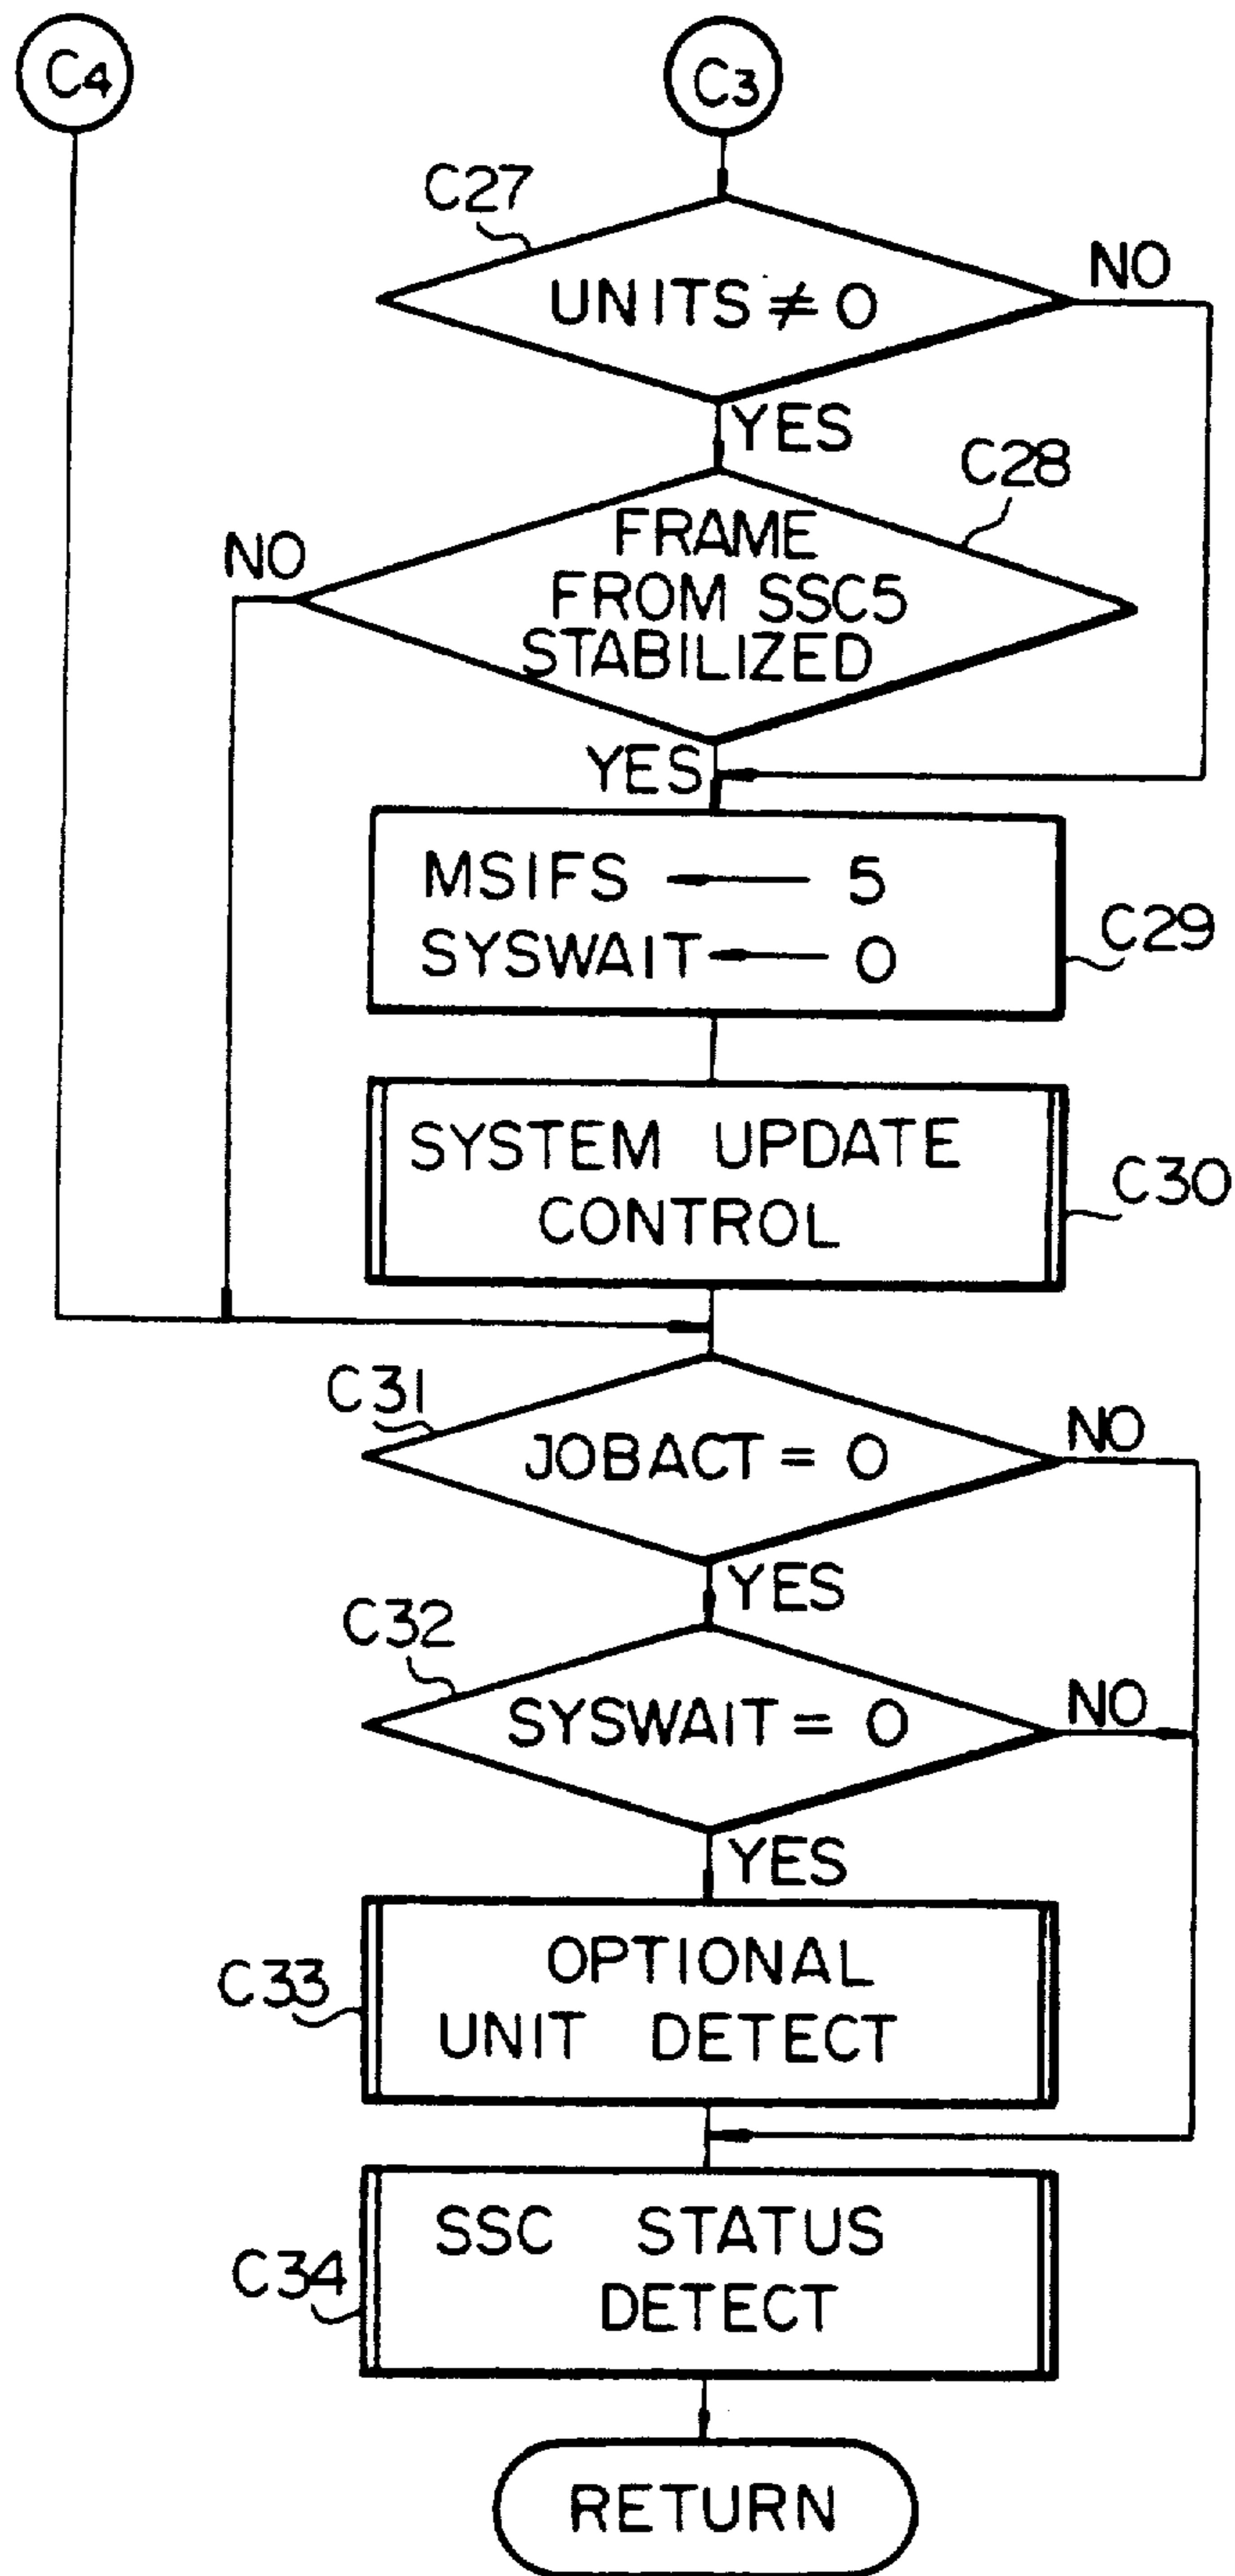 C4
C3
C27
NO
UNITS ≠ 0
YES
C28
NO
FRAME
FROM SSC5
STABILIZED
YES
MSIFS ← 5
SYSWAIT ← 0
C29
SYSTEM UPDATE
CONTROL
C30
C31
NO
JOBACT = 0
YES
C32
NO
SYSWAIT = 0
YES
OPTIONAL
C33
UNIT DETECT
SSC STATUS
C34
DETECT
RETURN